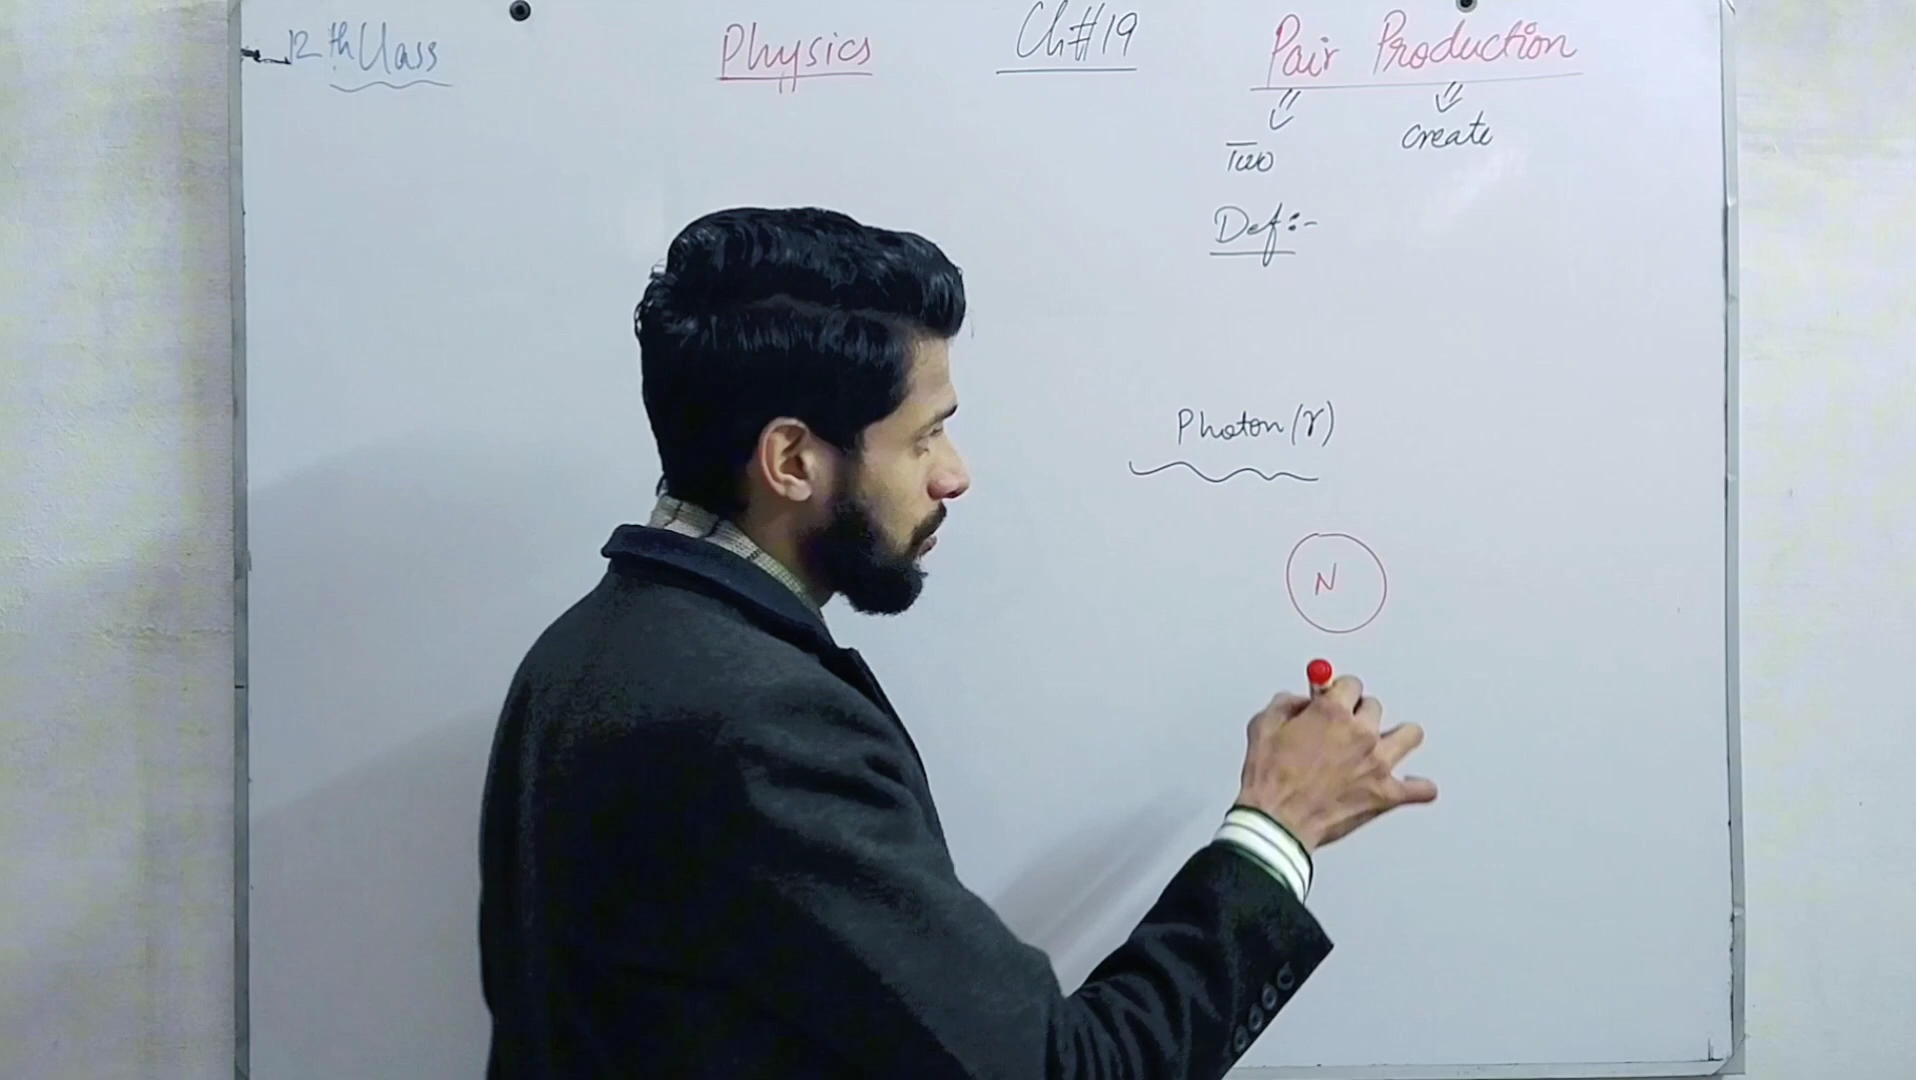 12th Class Physics Ch#19 Pair Production
Two create
Def:-
Photon (γ)
N